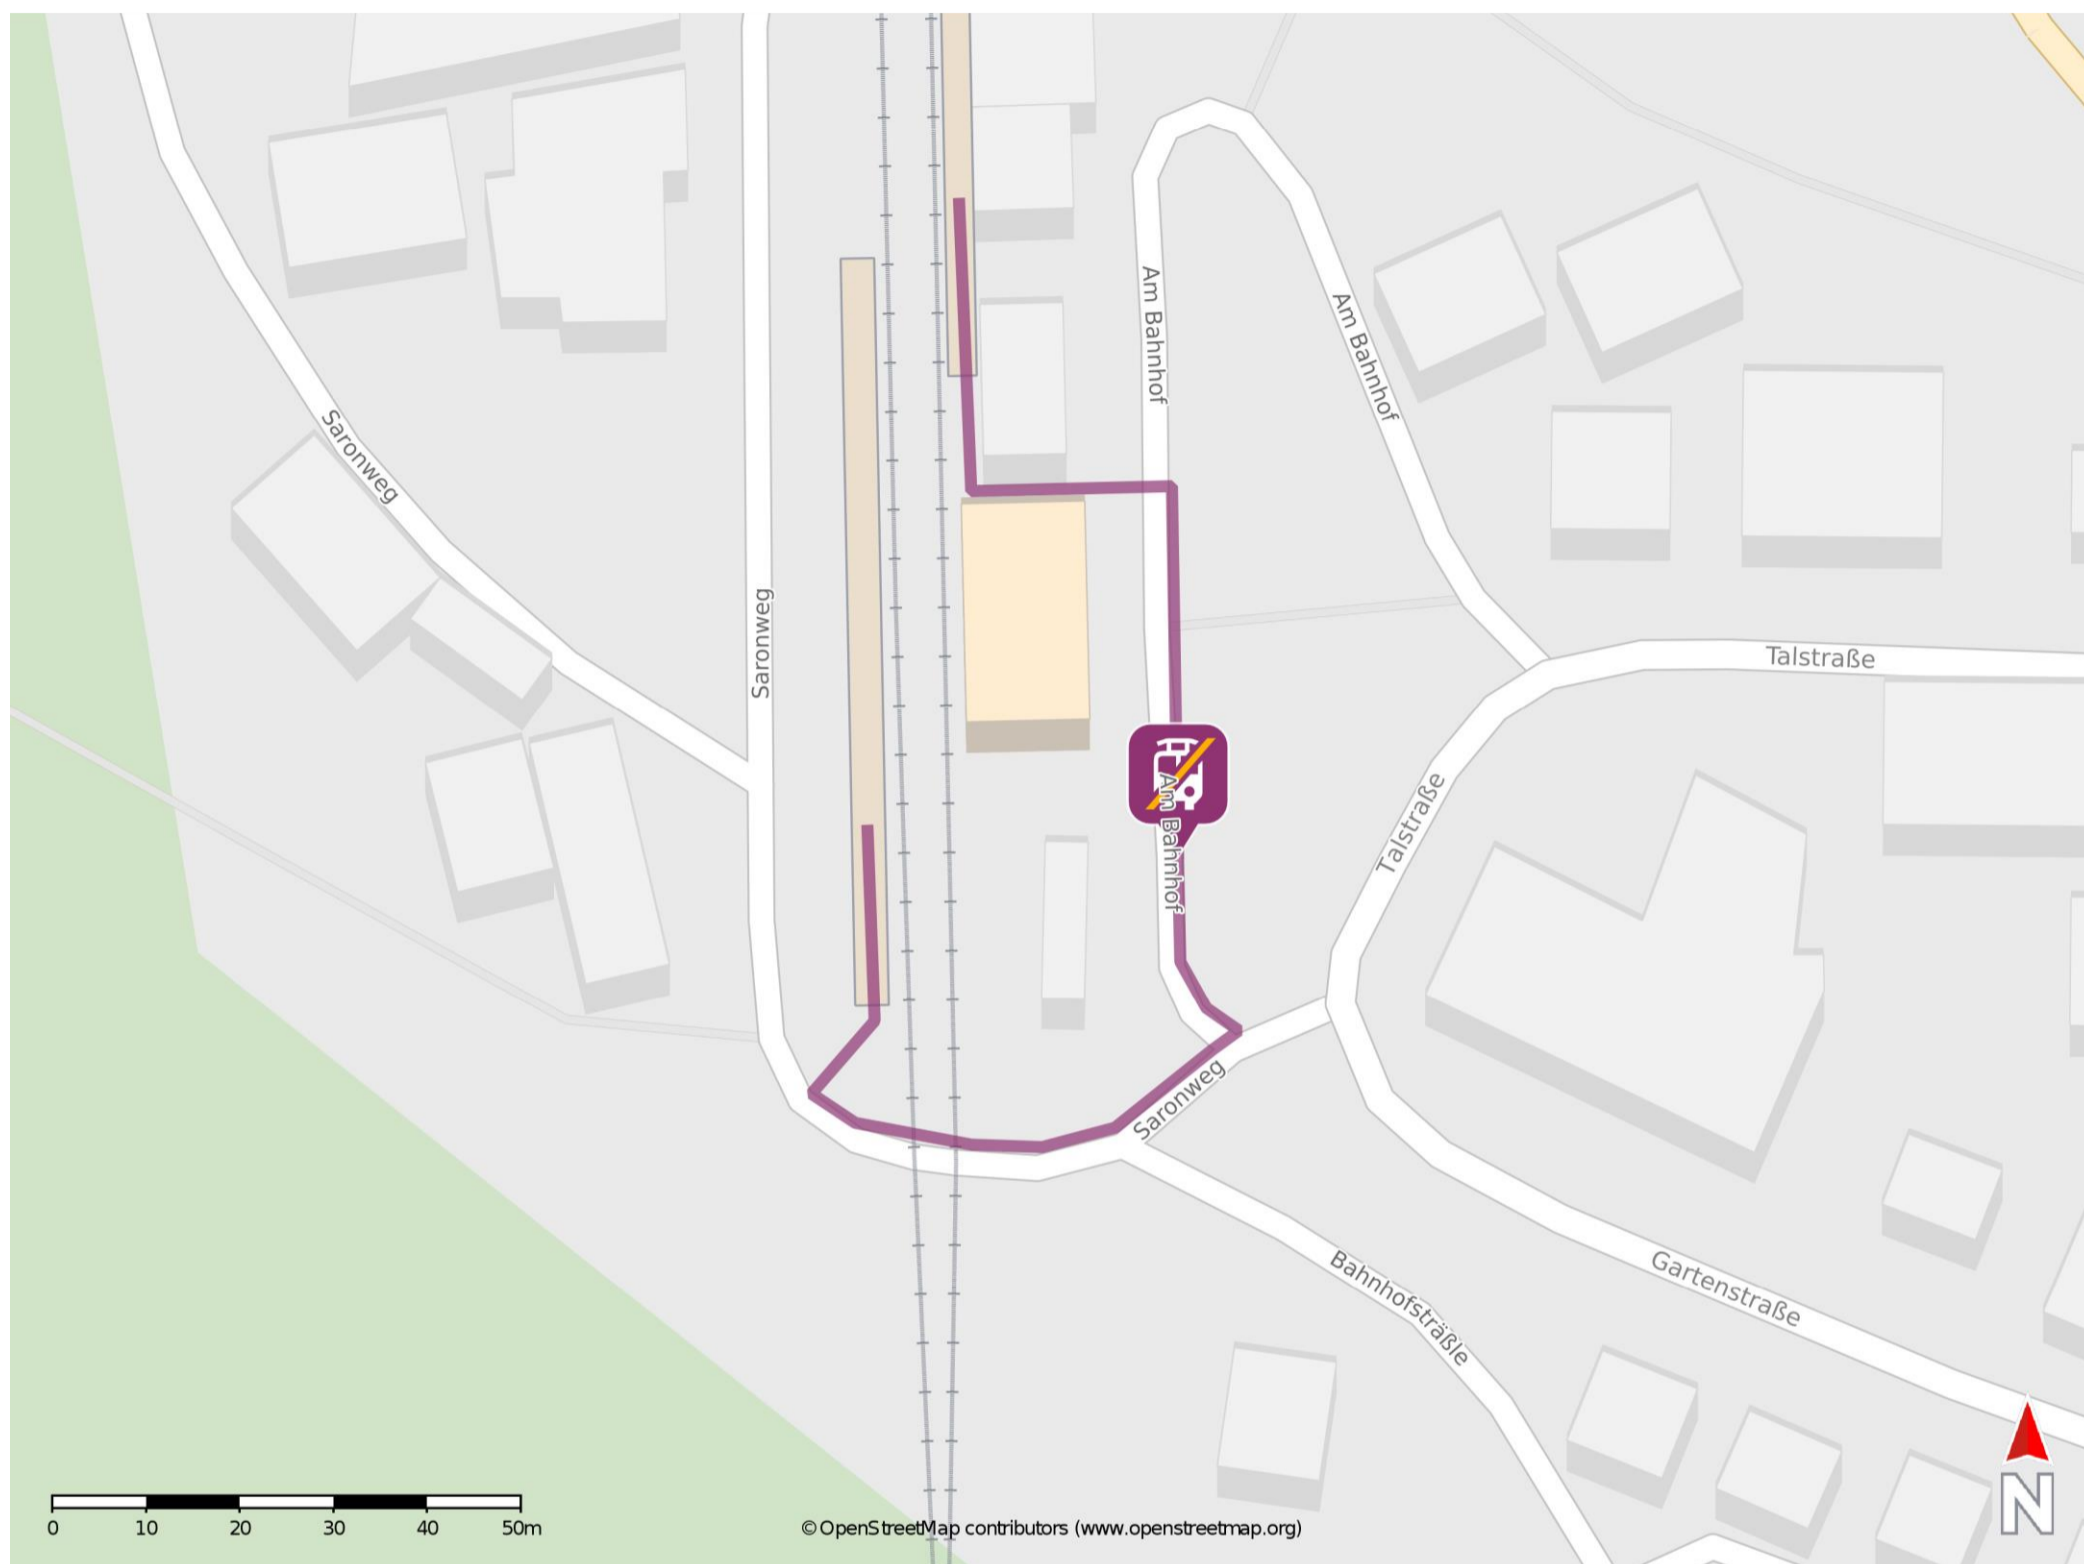 Am Bahnhof
Am Bahnhof
Saronweg
Saronweg
Talstraße
Talstraße
Am Bahnhof
Saronweg
Bahnhofsträßle
Gartenstraße
N
0 10 20 30 40 50m
© OpenStreetMap contributors (www.openstreetmap.org)